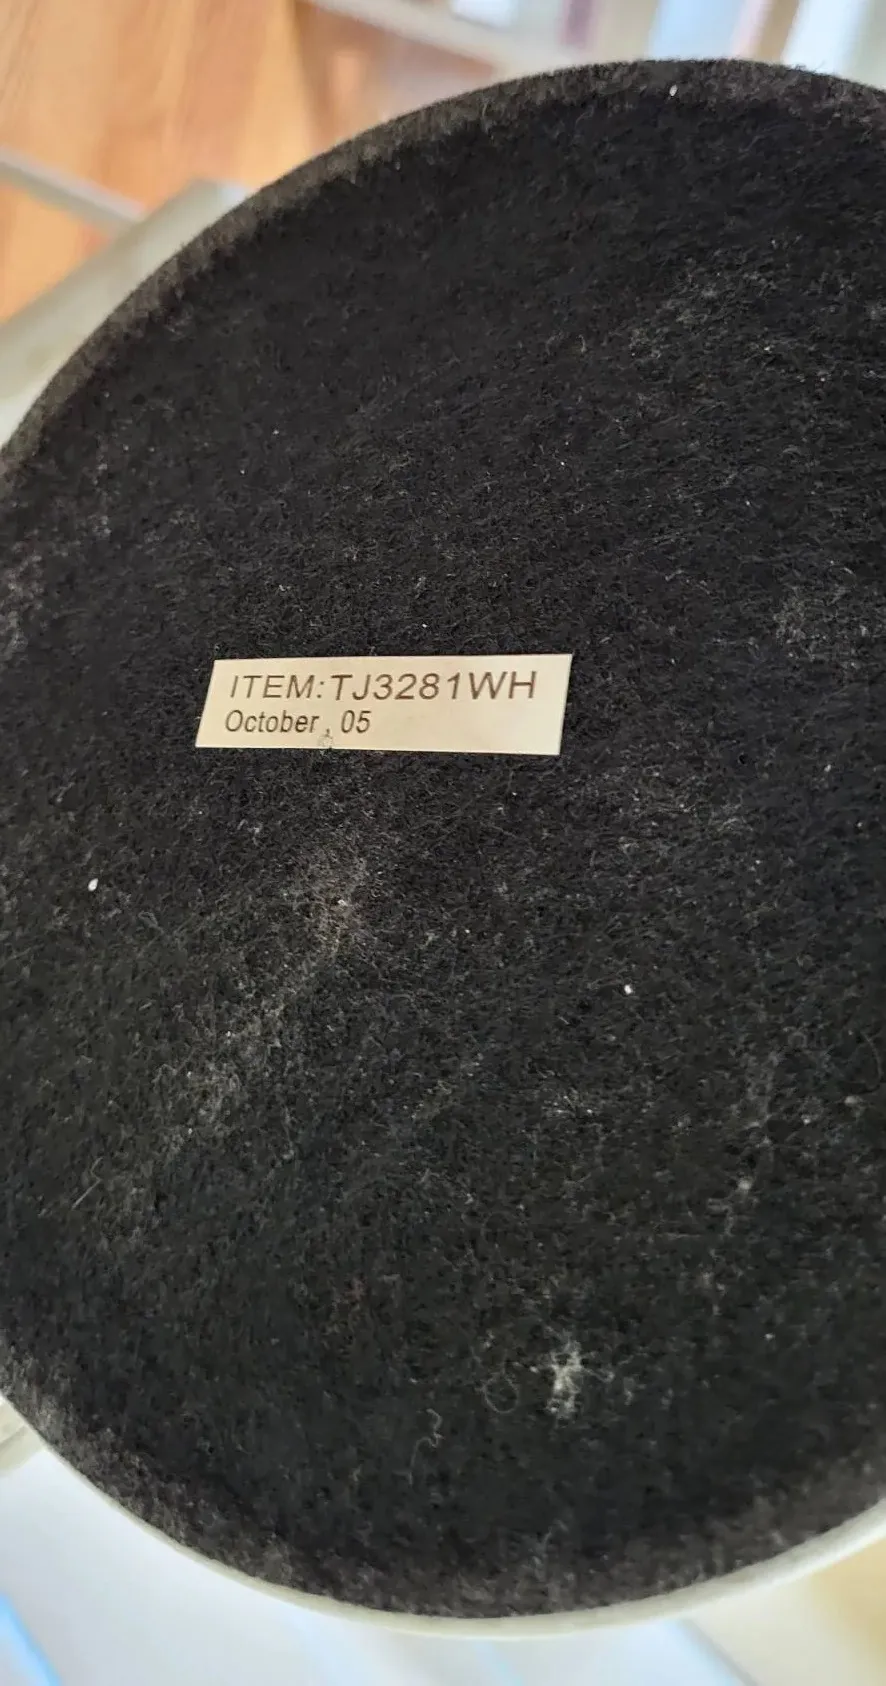 ITEM:TJ3281WH
October , 05